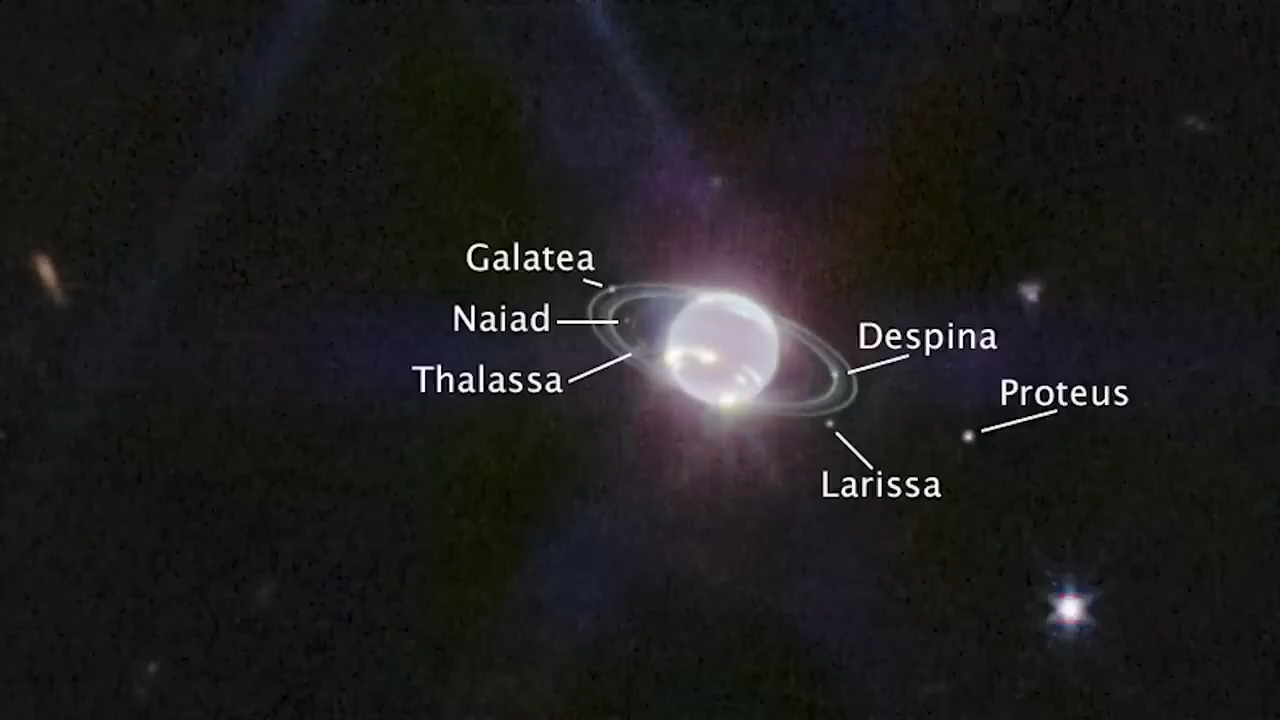 Galatea
Naiad
Thalassa
Despina
Proteus
Larissa